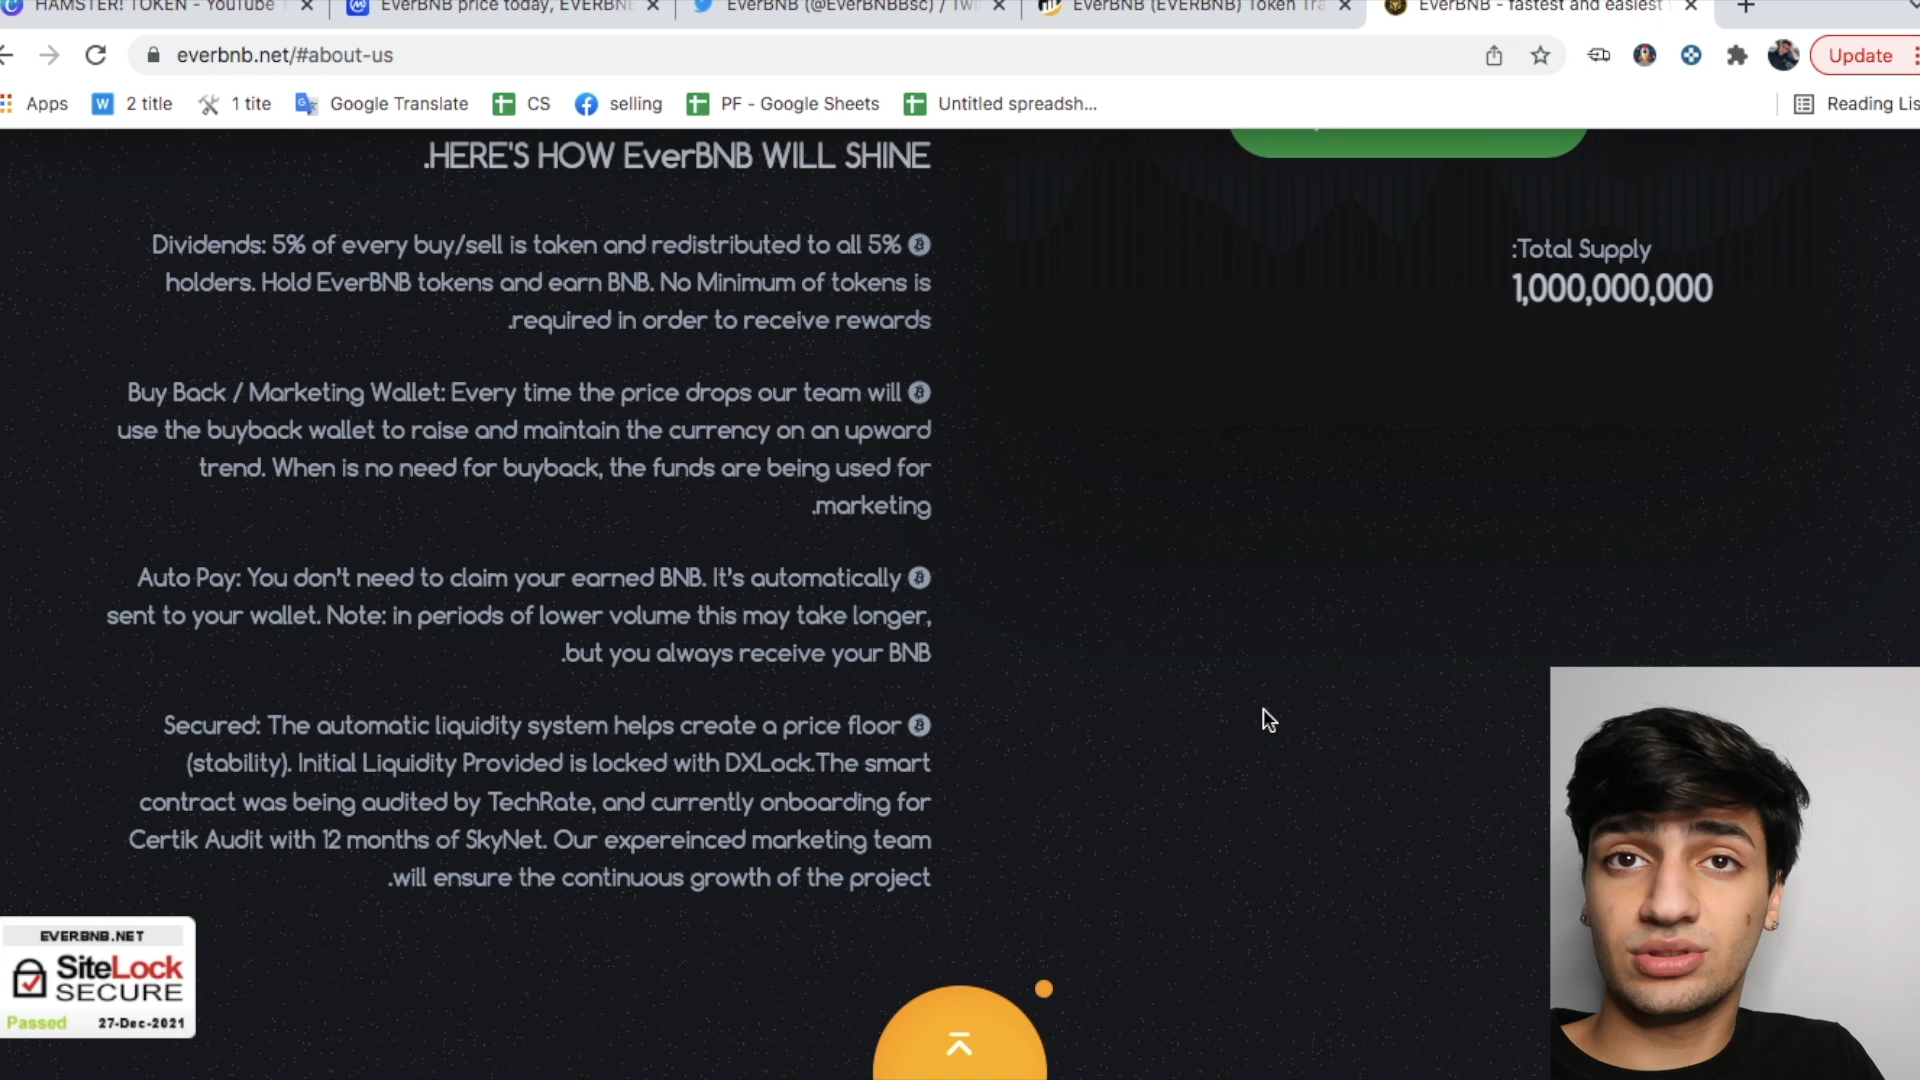 HAMSTER! TOKEN - YouTube
EverBNB price today, EVERBNB
EverBNB (@EverBNBBsc) / Twi
EverBNB (EVERBNB) Token Tra
EverBNB - fastest and easiest
everbnb.net/#about-us
Update
Apps
2 title
1 tite
Google Translate
CS
selling
PF - Google Sheets
Untitled spreadsh...
Reading Lis
.HERE'S HOW EverBNB WILL SHINE
Dividends: 5% of every buy/sell is taken and redistributed to all 5%
holders. Hold EverBNB tokens and earn BNB. No Minimum of tokens is
.required in order to receive rewards
Buy Back / Marketing Wallet: Every time the price drops our team will
use the buyback wallet to raise and maintain the currency on an upward
trend. When is no need for buyback, the funds are being used for
.marketing
Auto Pay: You don't need to claim your earned BNB. It's automatically
sent to your wallet. Note: in periods of lower volume this may take longer,
.but you always receive your BNB
Secured: The automatic liquidity system helps create a price floor
(stability). Initial Liquidity Provided is locked with DXLock.The smart
contract was being audited by TechRate, and currently onboarding for
Certik Audit with 12 months of SkyNet. Our expereinced marketing team
.will ensure the continuous growth of the project
:Total Supply
1,000,000,000
EVERBNB.NET
SiteLock
SECURE
Passed 27-Dec-2021